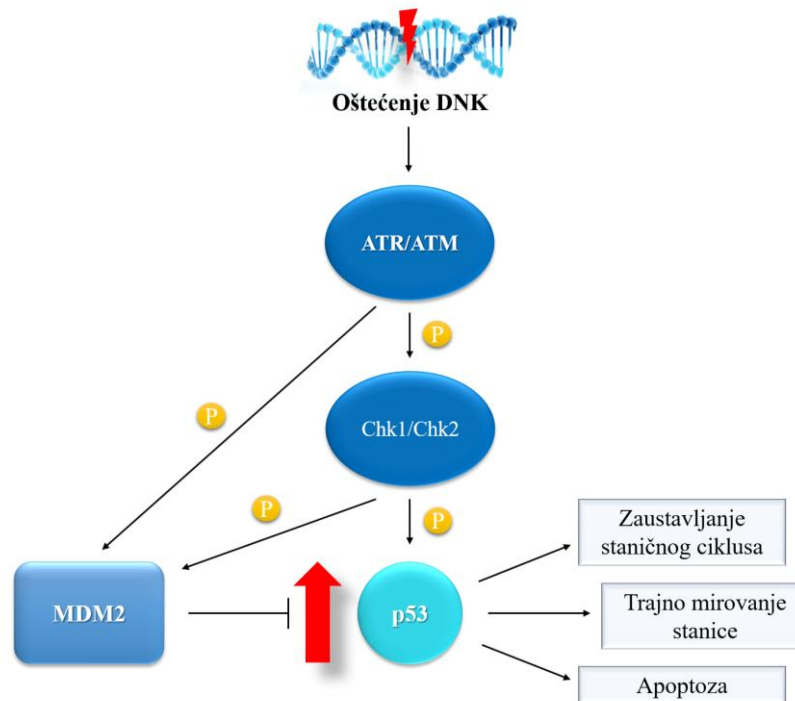 Oštećenje DNK
ATR/ATM
P
Chk1/Chk2
P
P
P
MDM2
p53
Zaustavljanje
staničnog ciklusa
Trajno mirovanje
stanice
Apoptoza